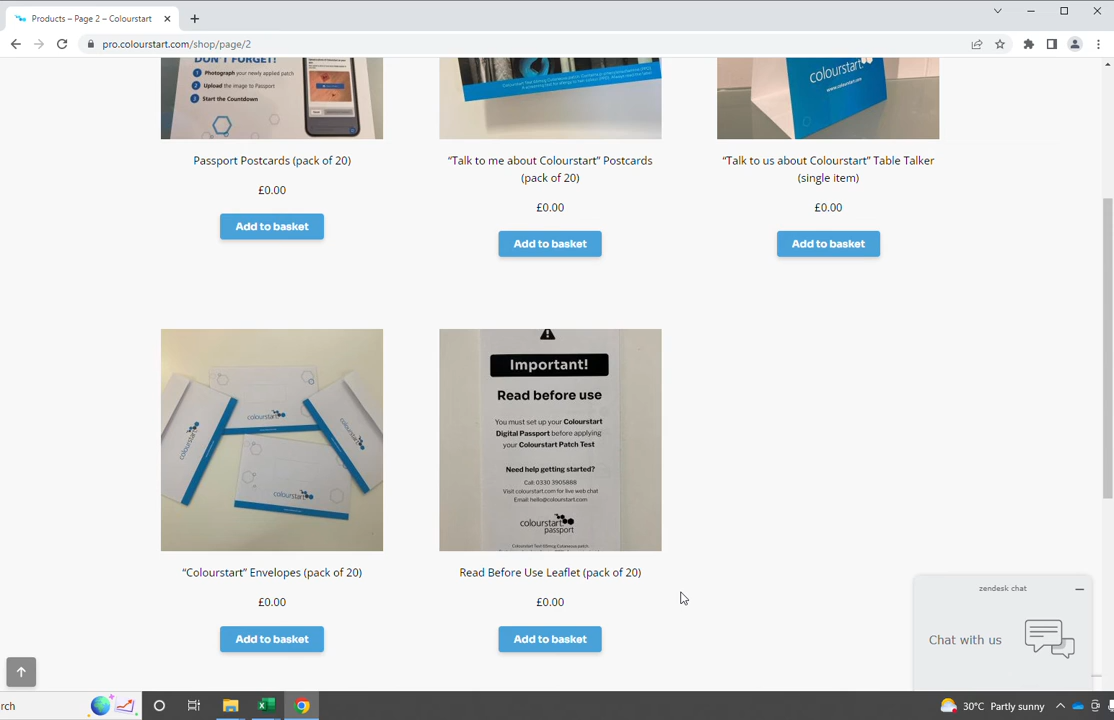 Products – Page 2 – Colourstart
pro.colourstart.com/shop/page/2
DON'T FORGET!
1 Photograph your newly applied patch
2 Upload the image to Passport
3 Start the Countdown
colourstart
www.colourstart.com
Passport Postcards (pack of 20)
£0.00
Add to basket
“Talk to me about Colourstart” Postcards
(pack of 20)
£0.00
Add to basket
“Talk to us about Colourstart” Table Talker
(single item)
£0.00
Add to basket
colourstart
colourstart
colourstart
colourstart
Important!
Read before use
You must set up your Colourstart
Digital Passport before applying
your Colourstart Patch Test
Need help getting started?
Call: 0330 3905888
Visit colourstart.com for live web chat
Email: hello@colourstart.com
colourstart
passport
“Colourstart” Envelopes (pack of 20)
£0.00
Add to basket
Read Before Use Leaflet (pack of 20)
£0.00
Add to basket
zendesk chat
Chat with us
rch
30°C Partly sunny